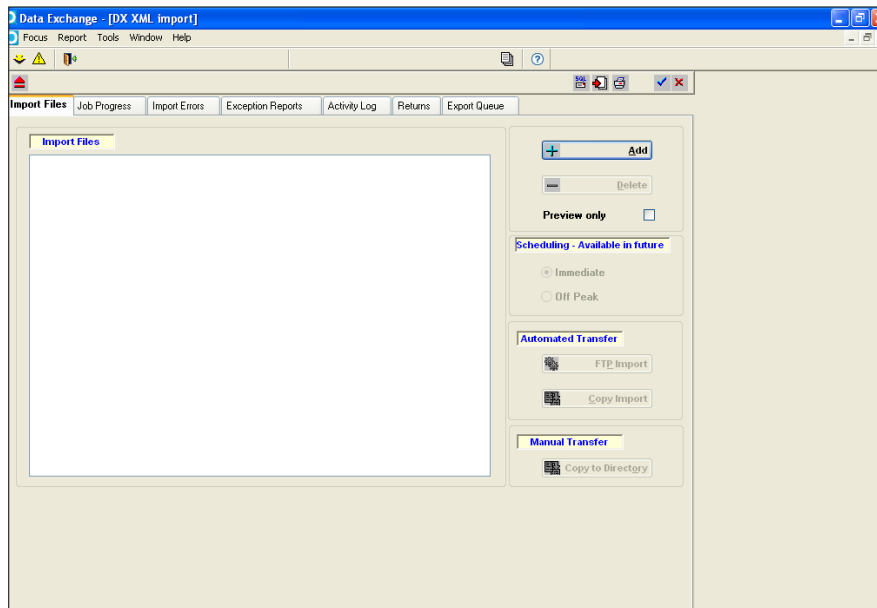 Data Exchange - [DX XML import]
Focus Report Tools Window Help
SQL
Import Files Job Progress Import Errors Exception Reports Activity Log Returns Export Queue
Import Files
Add
Delete
Preview only
Scheduling - Available in future
Immediate
Off Peak
Automated Transfer
FTP Import
Copy Import
Manual Transfer
Copy to Directory